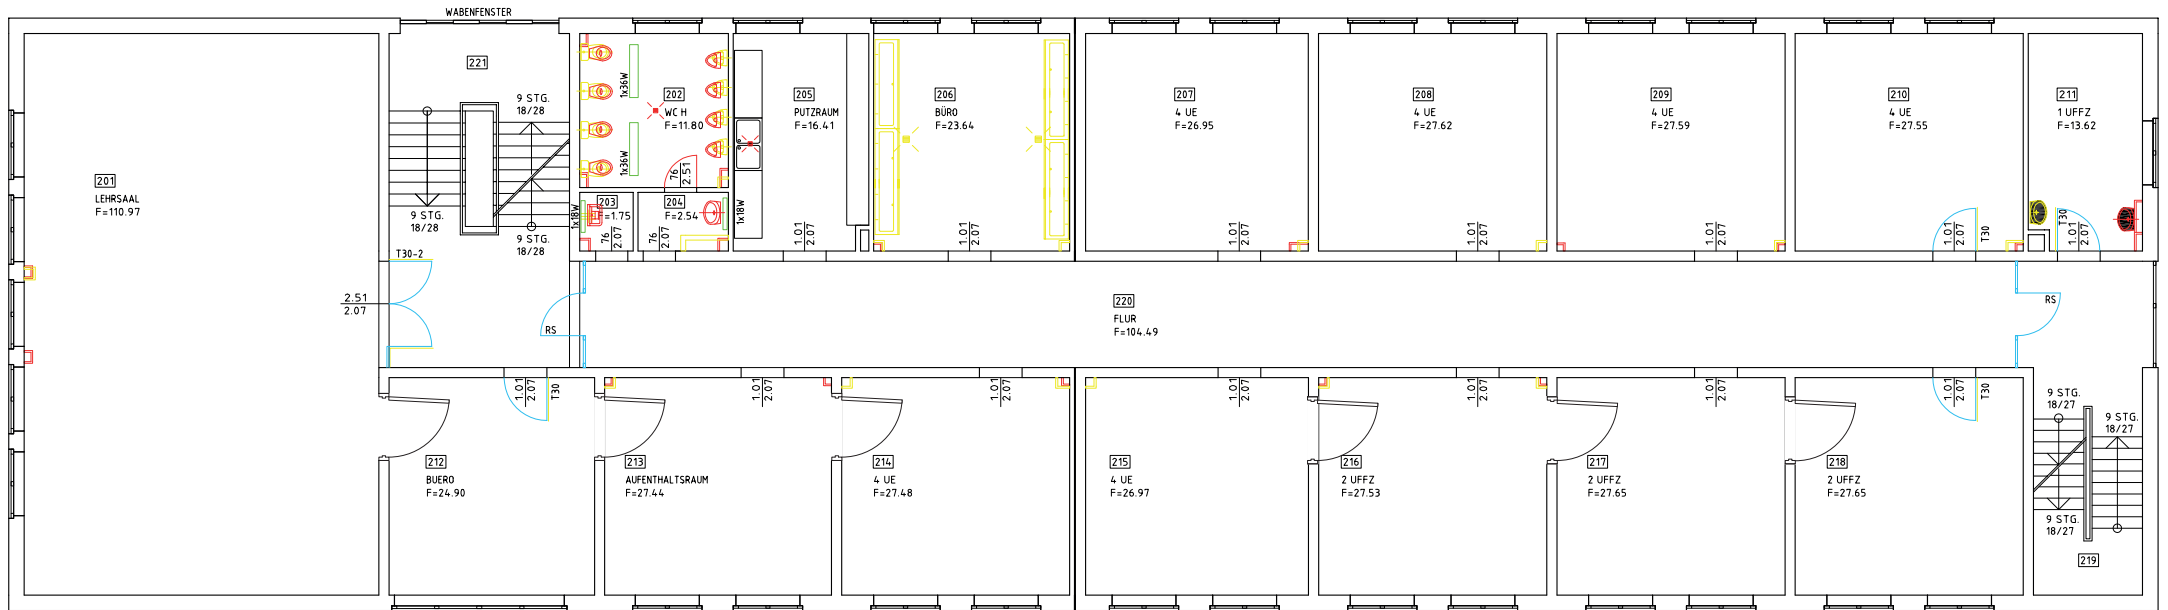 WABENFENSTER
221
9 STG.
18/28
9 STG.
18/28
9 STG.
18/28
201
LEHRSAAL
F=110.97
T30-2
2.51
2.07
RS
1x36W
1x36W
202
WC H
F=11.80
76
2.51
1x18W
203
F=1.75
76
2.07
204
F=2.54
76
2.07
1x18W
205
PUTZRAUM
F=16.41
1.01
2.07
206
BÜRO
F=23.64
1.01
2.07
207
4 UE
F=26.95
1.01
2.07
208
4 UE
F=27.62
1.01
2.07
209
4 UE
F=27.59
1.01
2.07
210
4 UE
F=27.55
1.01
2.07
T30
211
1 UFFZ
F=13.62
T30
1.01
2.07
220
FLUR
F=104.49
RS
212
BUERO
F=24.90
1.01
2.07
T30
213
AUFENTHALTSRAUM
F=27.44
1.01
2.07
214
4 UE
F=27.48
1.01
2.07
215
4 UE
F=26.97
1.01
2.07
216
2 UFFZ
F=27.53
1.01
2.07
217
2 UFFZ
F=27.65
1.01
2.07
218
2 UFFZ
F=27.65
1.01
2.07
T30
9 STG.
18/27
9 STG.
18/27
9 STG.
18/27
219